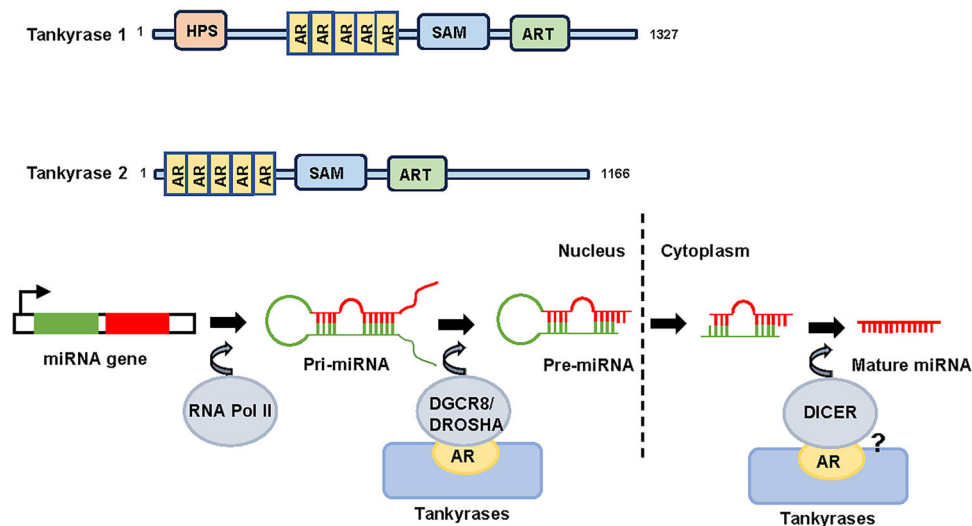 Tankyrase 1 1 HPS AR AR AR AR AR SAM ART 1327
Tankyrase 2 1 AR AR AR AR AR SAM ART 1166
Nucleus Cytoplasm
miRNA gene
Pri-miRNA
Pre-miRNA
Mature miRNA
RNA Pol II
DGCR8/
DROSHA
AR
Tankyrases
DICER
?
AR
Tankyrases